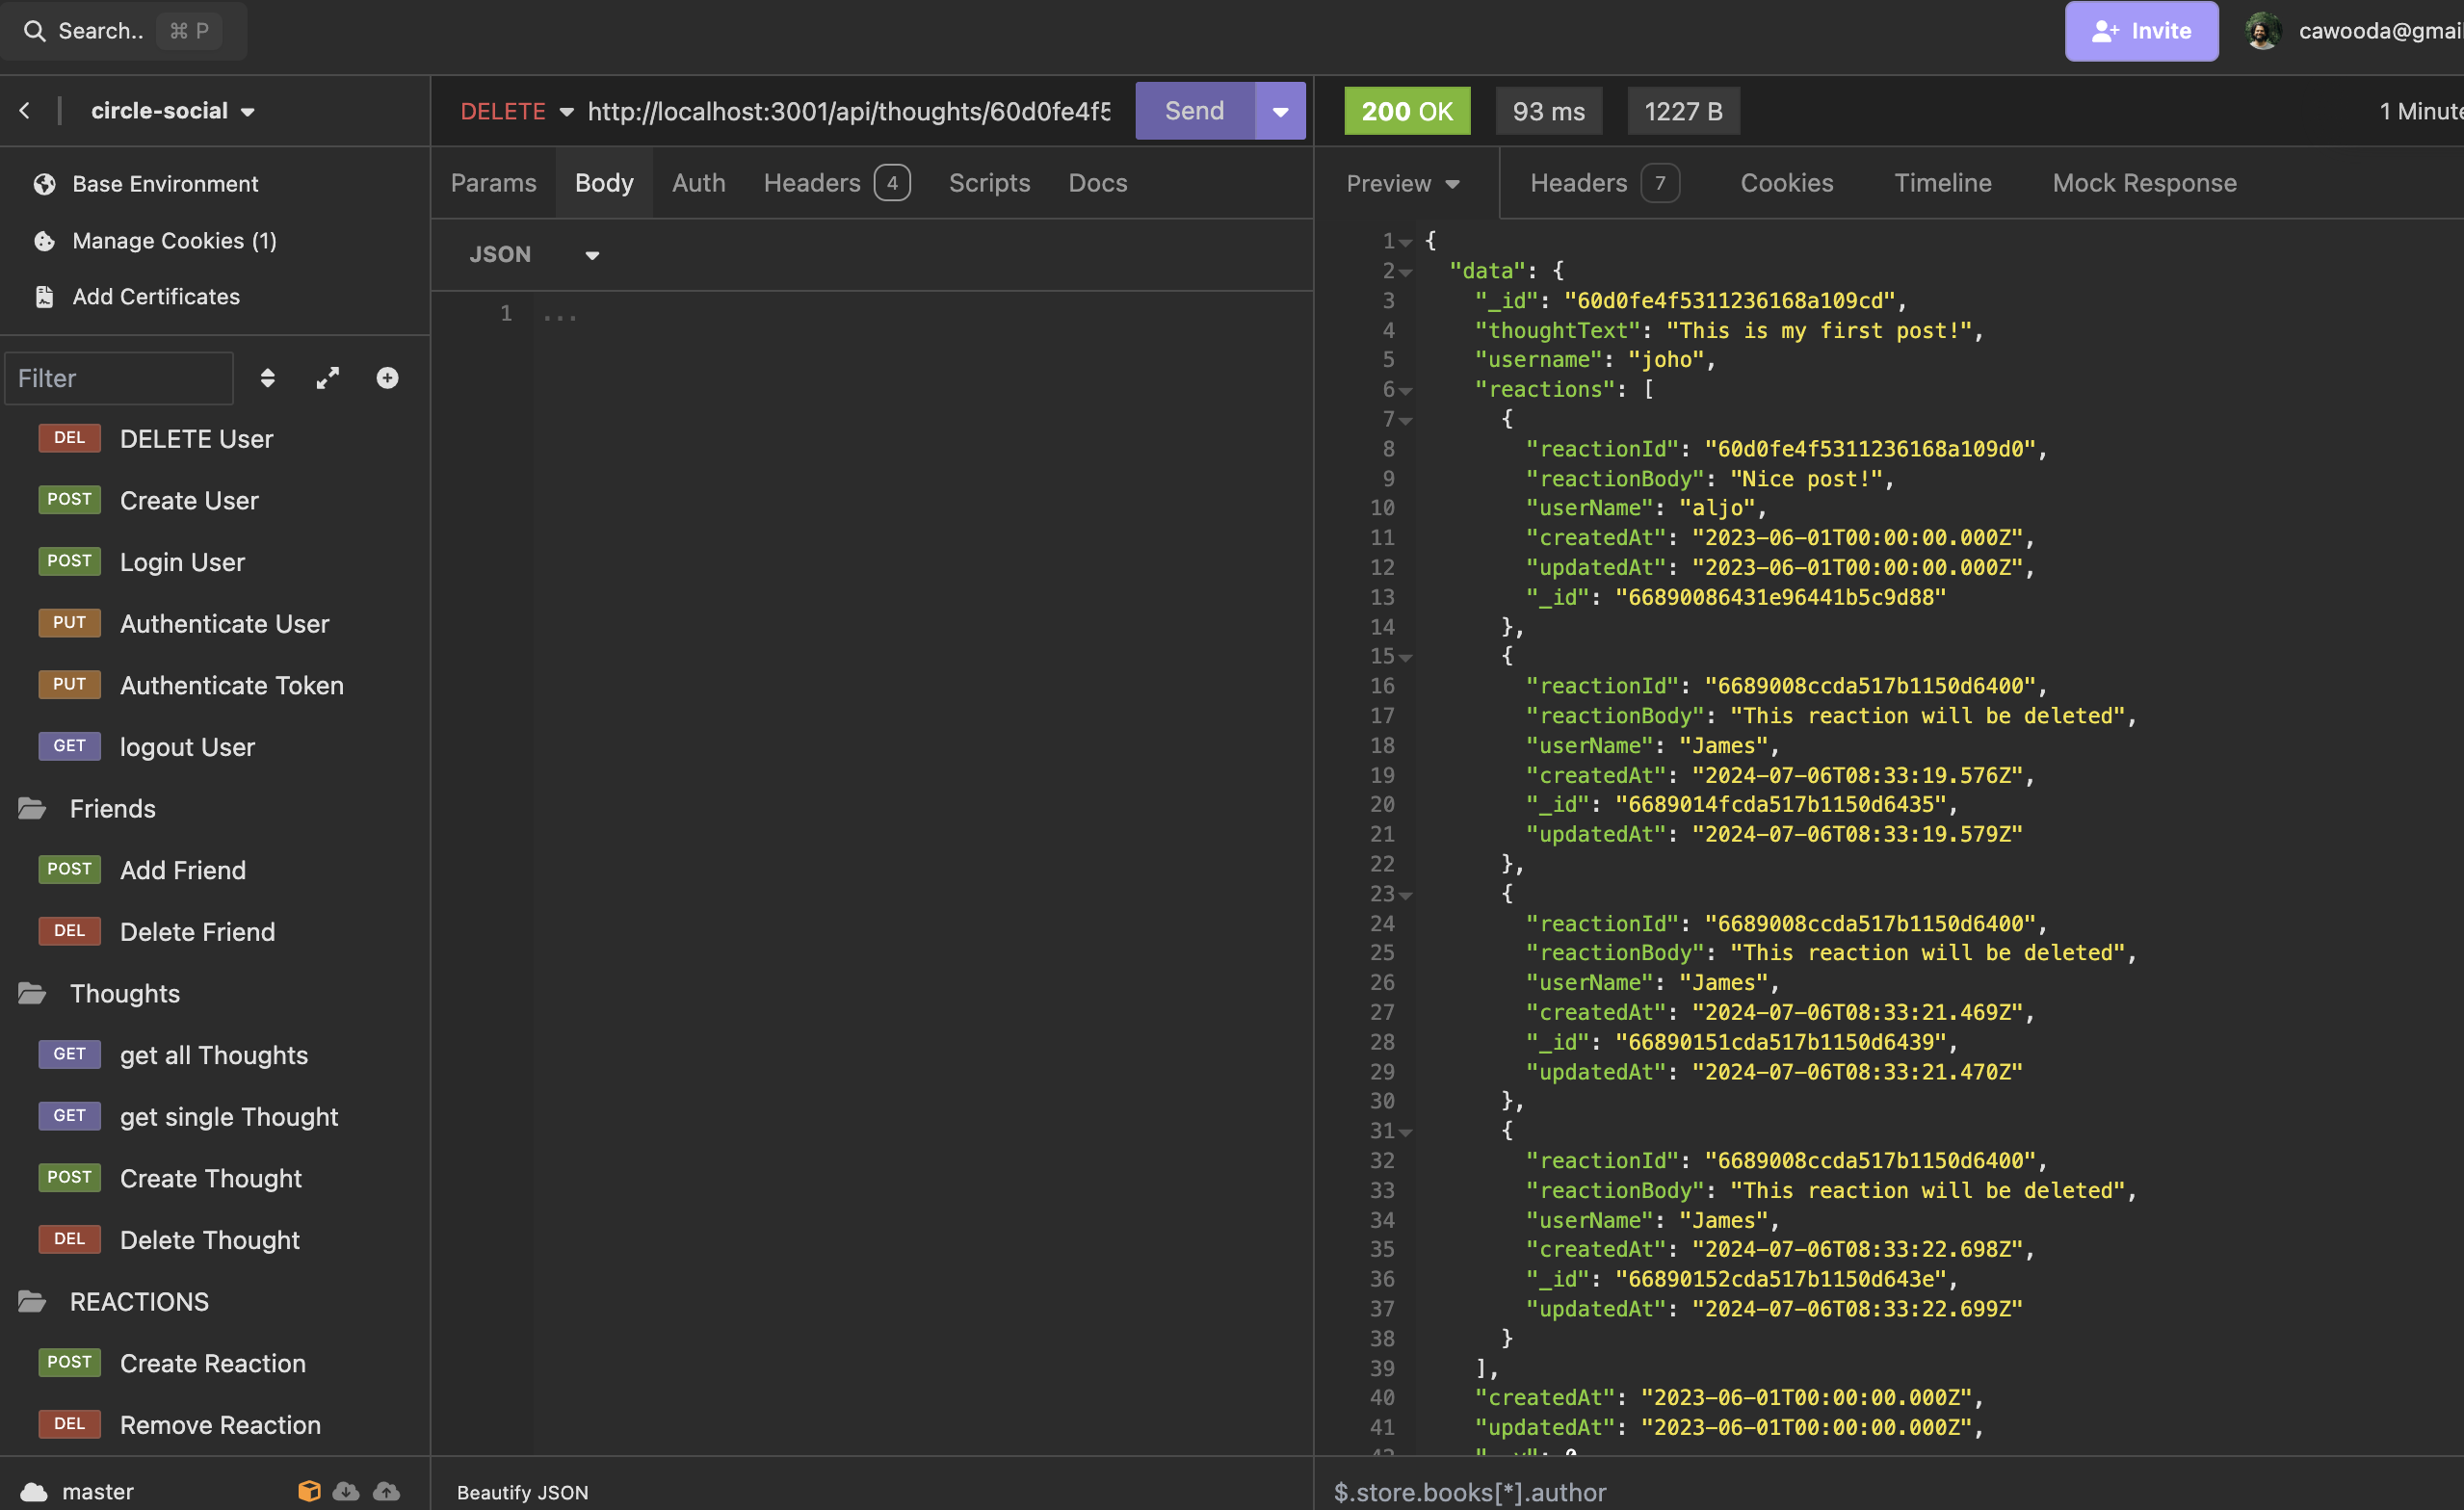 Search.. ⌘ P
Invite
cawooda@gmail
circle-social
Base Environment
Manage Cookies (1)
Add Certificates
Filter
DEL DELETE User
POST Create User
POST Login User
PUT Authenticate User
PUT Authenticate Token
GET logout User
Friends
POST Add Friend
DEL Delete Friend
Thoughts
GET get all Thoughts
GET get single Thought
POST Create Thought
DEL Delete Thought
REACTIONS
POST Create Reaction
DEL Remove Reaction
master
DELETE http://localhost:3001/api/thoughts/60d0fe4f5 Send
Params Body Auth Headers 4 Scripts Docs
JSON
1 ...
Beautify JSON
200 OK 93 ms 1227 B 1 Minute
Preview Headers 7 Cookies Timeline Mock Response
1 {
2 "data": {
3 "_id": "60d0fe4f5311236168a109cd",
4 "thoughtText": "This is my first post!",
5 "username": "joho",
6 "reactions": [
7 {
8 "reactionId": "60d0fe4f5311236168a109d0",
9 "reactionBody": "Nice post!",
10 "userName": "aljo",
11 "createdAt": "2023-06-01T00:00:00.000Z",
12 "updatedAt": "2023-06-01T00:00:00.000Z",
13 "_id": "66890086431e96441b5c9d88"
14 },
15 {
16 "reactionId": "6689008ccda517b1150d6400",
17 "reactionBody": "This reaction will be deleted",
18 "userName": "James",
19 "createdAt": "2024-07-06T08:33:19.576Z",
20 "_id": "6689014fcda517b1150d6435",
21 "updatedAt": "2024-07-06T08:33:19.579Z"
22 },
23 {
24 "reactionId": "6689008ccda517b1150d6400",
25 "reactionBody": "This reaction will be deleted",
26 "userName": "James",
27 "createdAt": "2024-07-06T08:33:21.469Z",
28 "_id": "66890151cda517b1150d6439",
29 "updatedAt": "2024-07-06T08:33:21.470Z"
30 },
31 {
32 "reactionId": "6689008ccda517b1150d6400",
33 "reactionBody": "This reaction will be deleted",
34 "userName": "James",
35 "createdAt": "2024-07-06T08:33:22.698Z",
36 "_id": "66890152cda517b1150d643e",
37 "updatedAt": "2024-07-06T08:33:22.699Z"
38 }
39 ],
40 "createdAt": "2023-06-01T00:00:00.000Z",
41 "updatedAt": "2023-06-01T00:00:00.000Z",
$.store.books[*].author